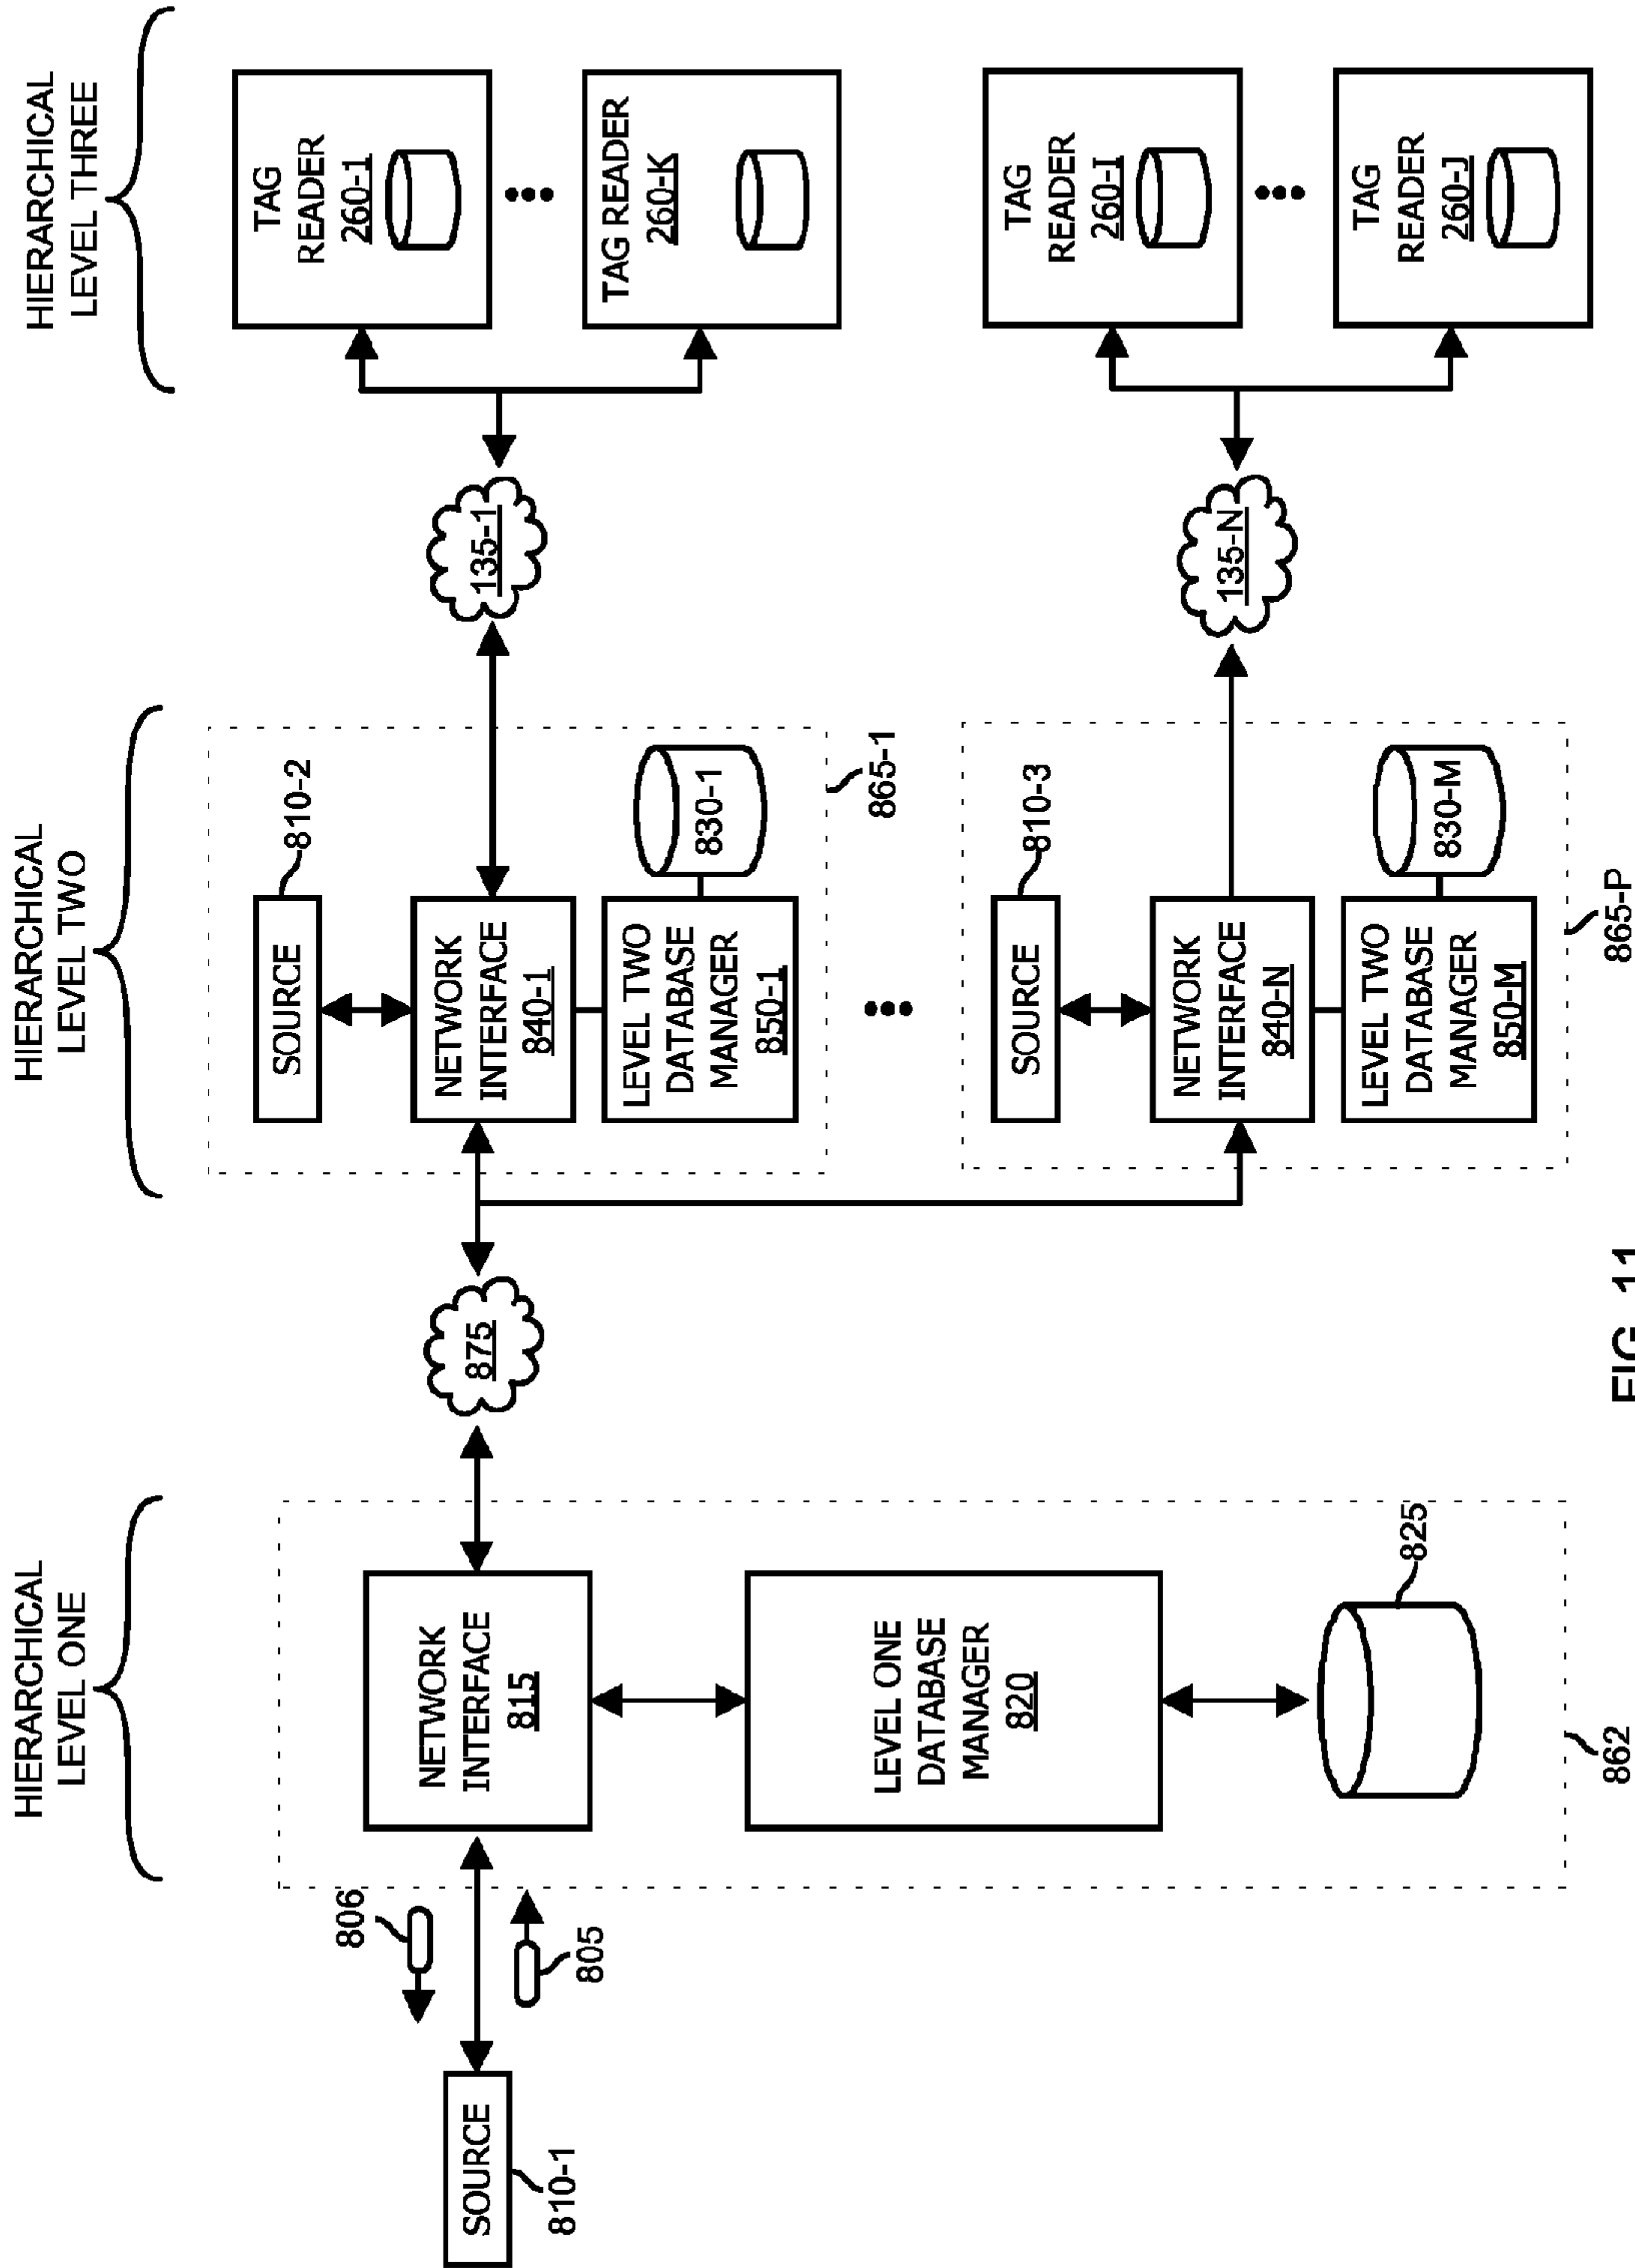 HIERARCHICAL
LEVEL ONE
HIERARCHICAL
LEVEL TWO
HIERARCHICAL
LEVEL THREE
SOURCE
810-1
806
805
NETWORK
INTERFACE
815
LEVEL ONE
DATABASE
MANAGER
820
825
862
875
SOURCE
810-2
NETWORK
INTERFACE
840-1
LEVEL TWO
DATABASE
MANAGER
850-1
830-1
865-1
SOURCE
810-3
NETWORK
INTERFACE
840-N
LEVEL TWO
DATABASE
MANAGER
850-M
830-M
865-P
135-1
135-N
TAG
READER
260-1
TAG READER
260-K
TAG
READER
260-I
TAG
READER
260-J
FIG. 11